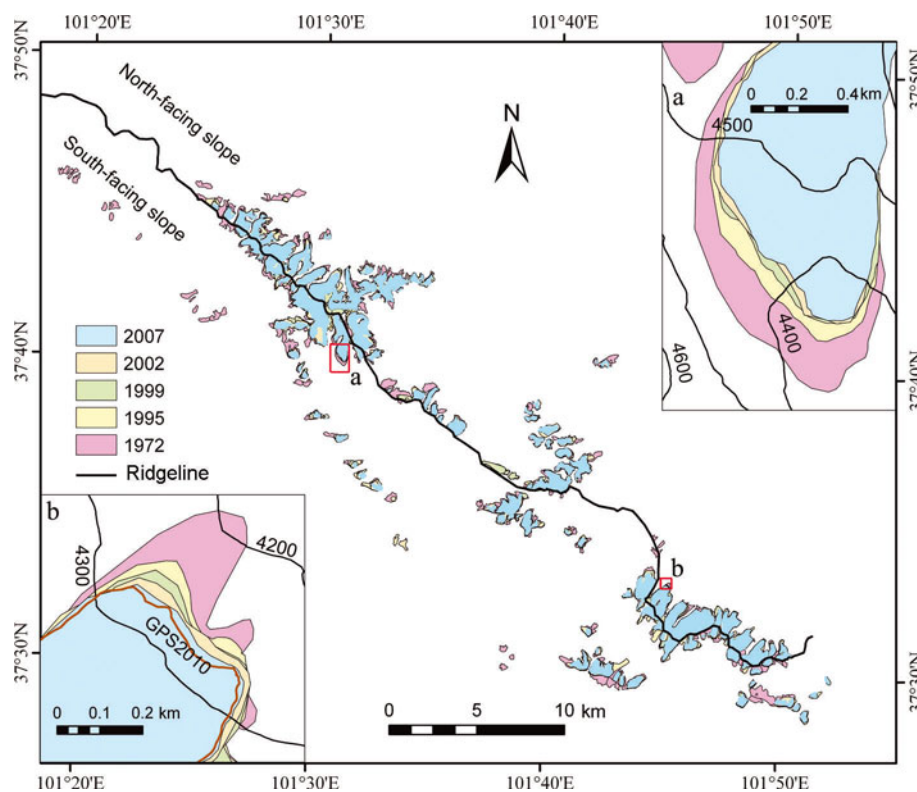 101°20'E 101°30'E 101°40'E 101°50'E
37°50'N
37°50'N
North-facing slope
South-facing slope
N
a
0 0.2 0.4 km
4500
4400
4600
37°40'N
37°40'N
2007
2002
1999
1995
1972
Ridgeline
a
b
4200
4300
GPS2010
0 0.1 0.2 km
b
37°30'N
37°30'N
0 5 10 km
101°20'E 101°30'E 101°40'E 101°50'E